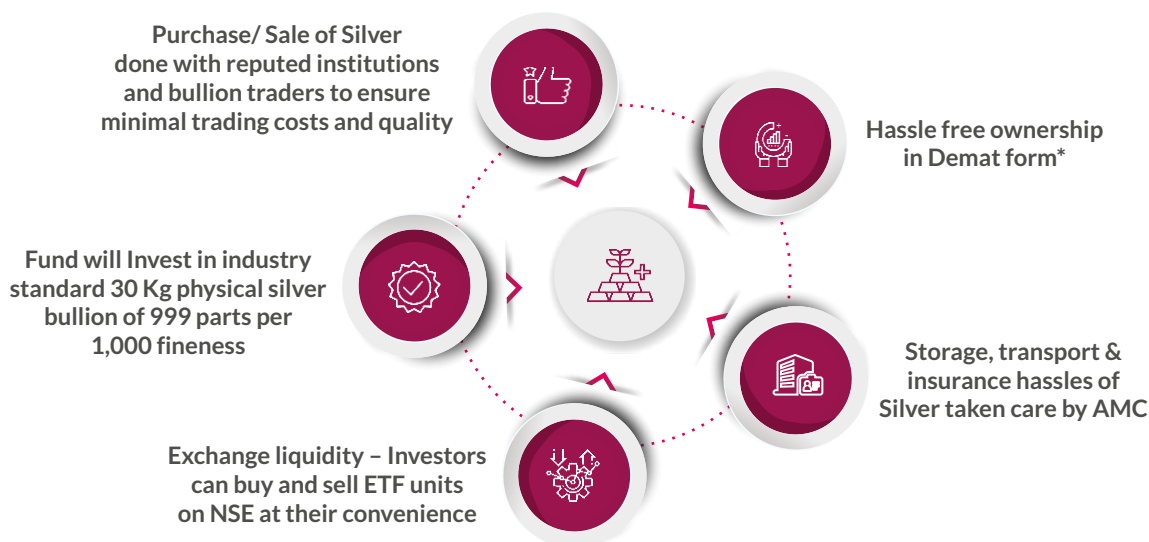 Purchase/ Sale of Silver
done with reputed institutions
and bullion traders to ensure
minimal trading costs and quality
Hassle free ownership
in Demat form*
Fund will Invest in industry
standard 30 Kg physical silver
bullion of 999 parts per
1,000 fineness
Storage, transport &
insurance hassles of
Silver taken care by AMC
Exchange liquidity – Investors
can buy and sell ETF units
on NSE at their convenience